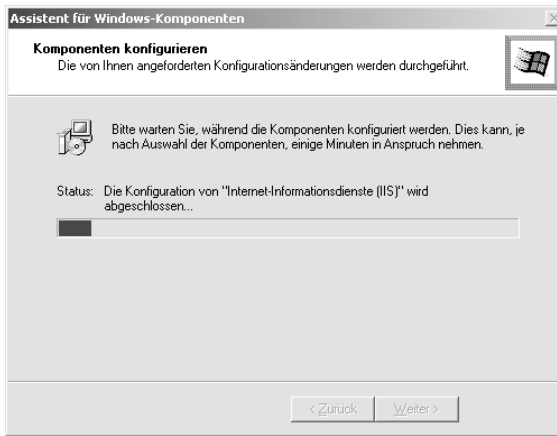 Assistent für Windows-Komponenten
Komponenten konfigurieren
Die von Ihnen angeforderten Konfigurationsänderungen werden durchgeführt.
Bitte warten Sie, während die Komponenten konfiguriert werden. Dies kann, je
nach Auswahl der Komponenten, einige Minuten in Anspruch nehmen.
Status: Die Konfiguration von "Internet-Informationsdienste (IIS)" wird
abgeschlossen...
< Zurück Weiter >